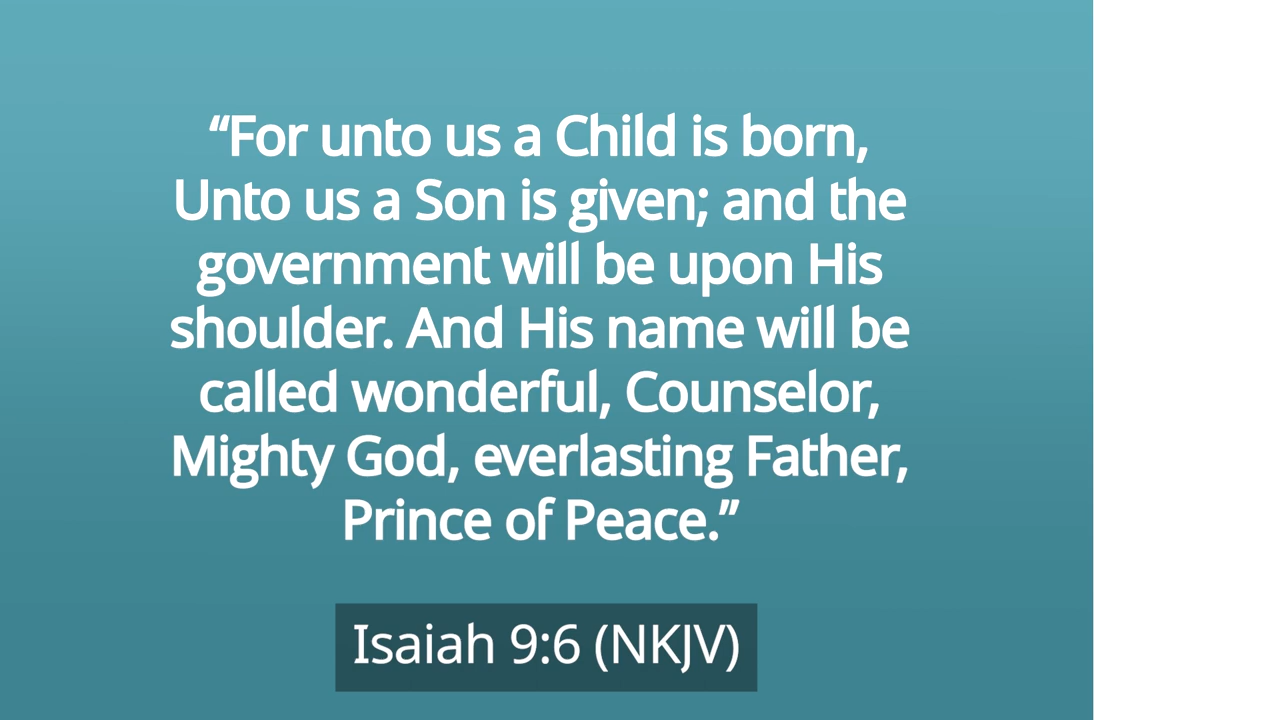 “For unto us a Child is born,
Unto us a Son is given; and the
government will be upon His
shoulder. And His name will be
called wonderful, Counselor,
Mighty God, everlasting Father,
Prince of Peace.”
Isaiah 9:6 (NKJV)